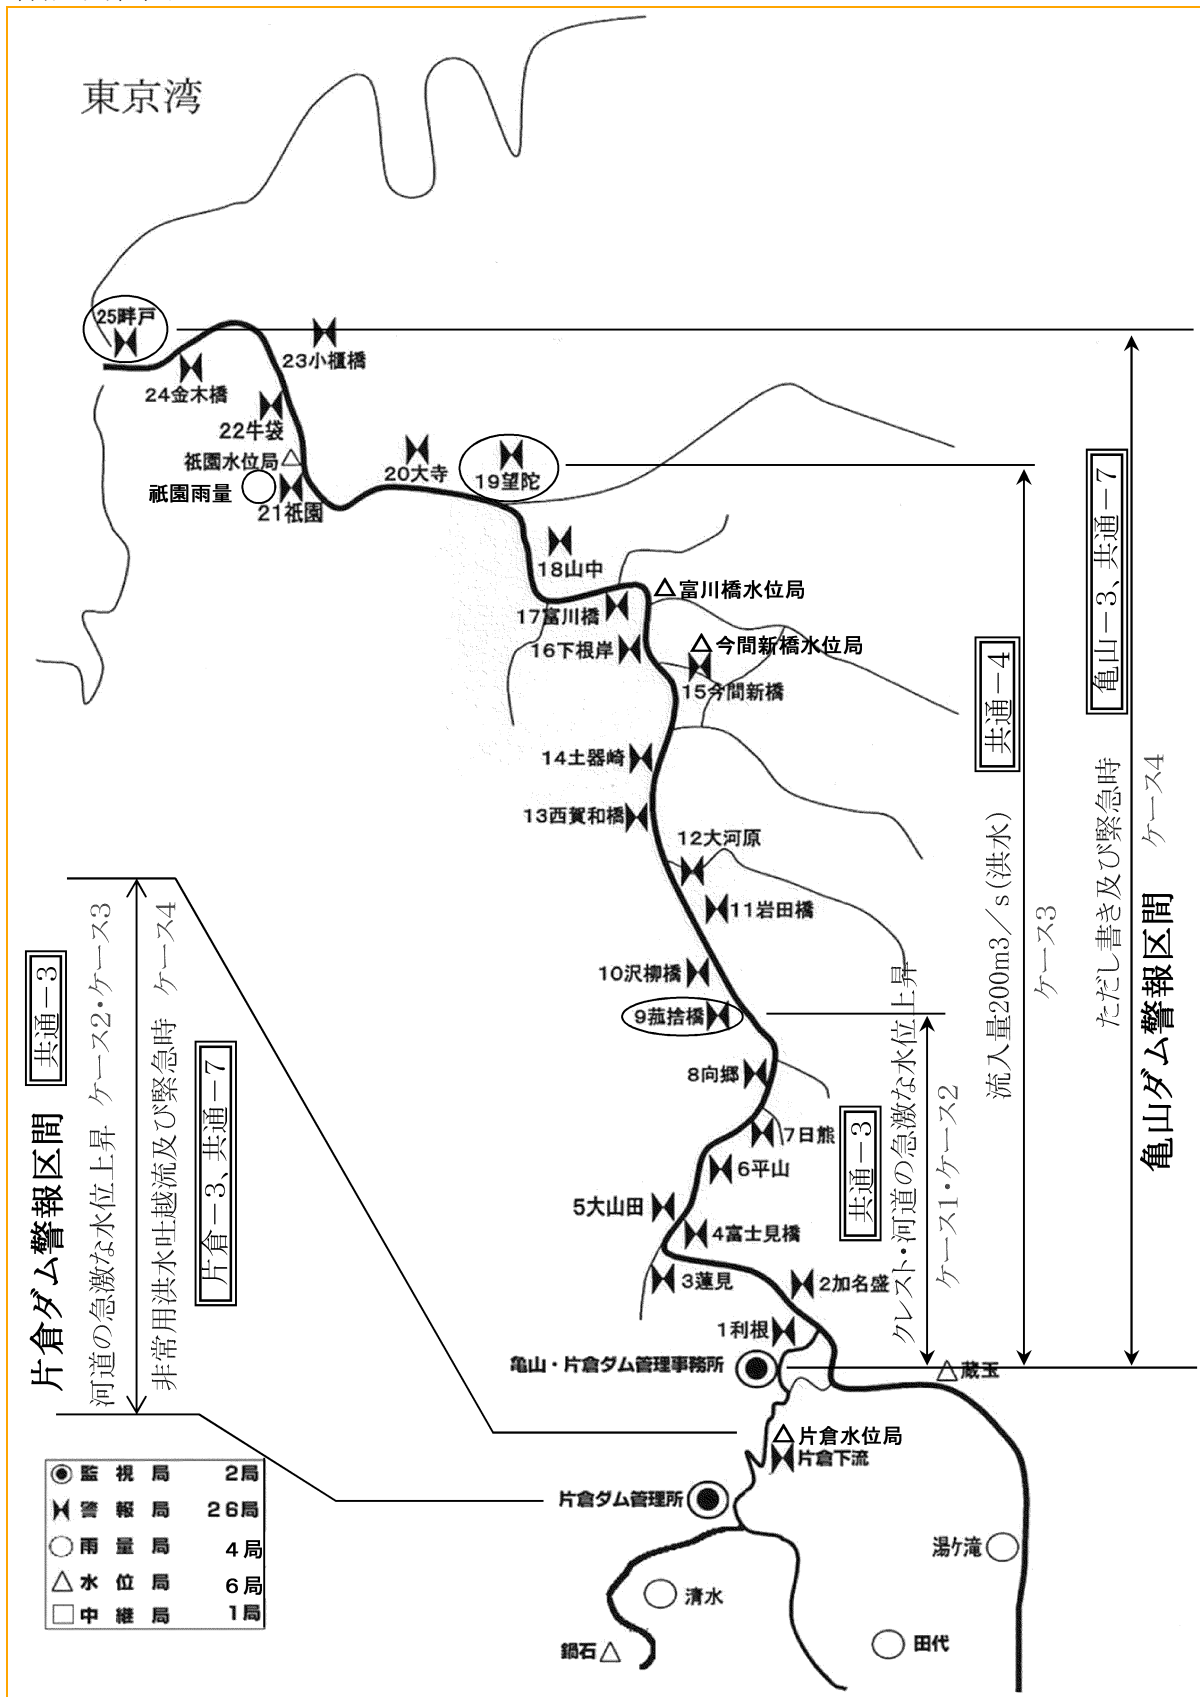 東京湾
25畔戸
23小櫃橋
24金木橋
22牛袋
祇園水位局
祇園雨量
21祇園
20大寺
19望陀
18山中
17富川橋
富川橋水位局
16下根岸
今間新橋水位局
15今間新橋
14土器崎
13西賀和橋
12大河原
11岩田橋
10沢柳橋
9菰捨橋
8向郷
7日熊
6平山
5大山田
4富士見橋
3蓮見
2加名盛
1利根
亀山・片倉ダム管理事務所
蔵玉
片倉水位局
片倉下流
片倉ダム管理所
湯ケ滝
清水
田代
鍋石
片倉ダム警報区間
共通－3
河道の急激な水位上昇 ケース2・ケース3
非常用洪水吐越流及び緊急時 ケース4
片倉－3、共通－7
共通－3
クレスト・河道の急激な水位上昇
ケース1・ケース2
共通－4
流入量200m3／s(洪水)
ケース3
亀山－3、共通－7
ただし書き及び緊急時
ケース4
亀山ダム警報区間
監視局 2局
警報局 26局
雨量局 4局
水位局 6局
中継局 1局